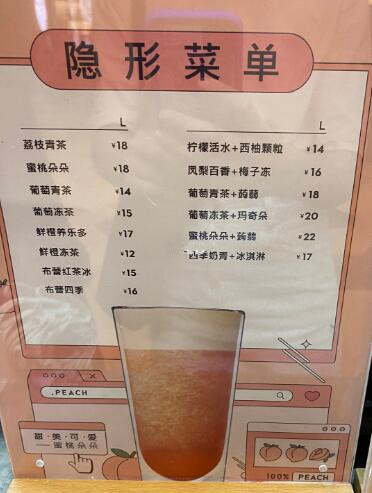 隐形菜单
L
荔枝青茶 ¥18
蜜桃朵朵 ¥18
葡萄青茶 ¥14
葡萄冻茶 ¥15
鲜橙养乐多 ¥17
鲜橙冻茶 ¥12
布蕾红茶冰 ¥15
布蕾四季 ¥16
L
柠檬活水+西柚颗粒 ¥14
凤梨百香+梅子冻 ¥16
葡萄青茶+蒟蒻 ¥18
葡萄冻茶+玛奇朵 ¥20
蜜桃朵朵+蒟蒻 ¥22
四季奶青+冰淇淋 ¥17
.PEACH
甜·美·可·爱
——蜜桃朵朵
100% PEACH